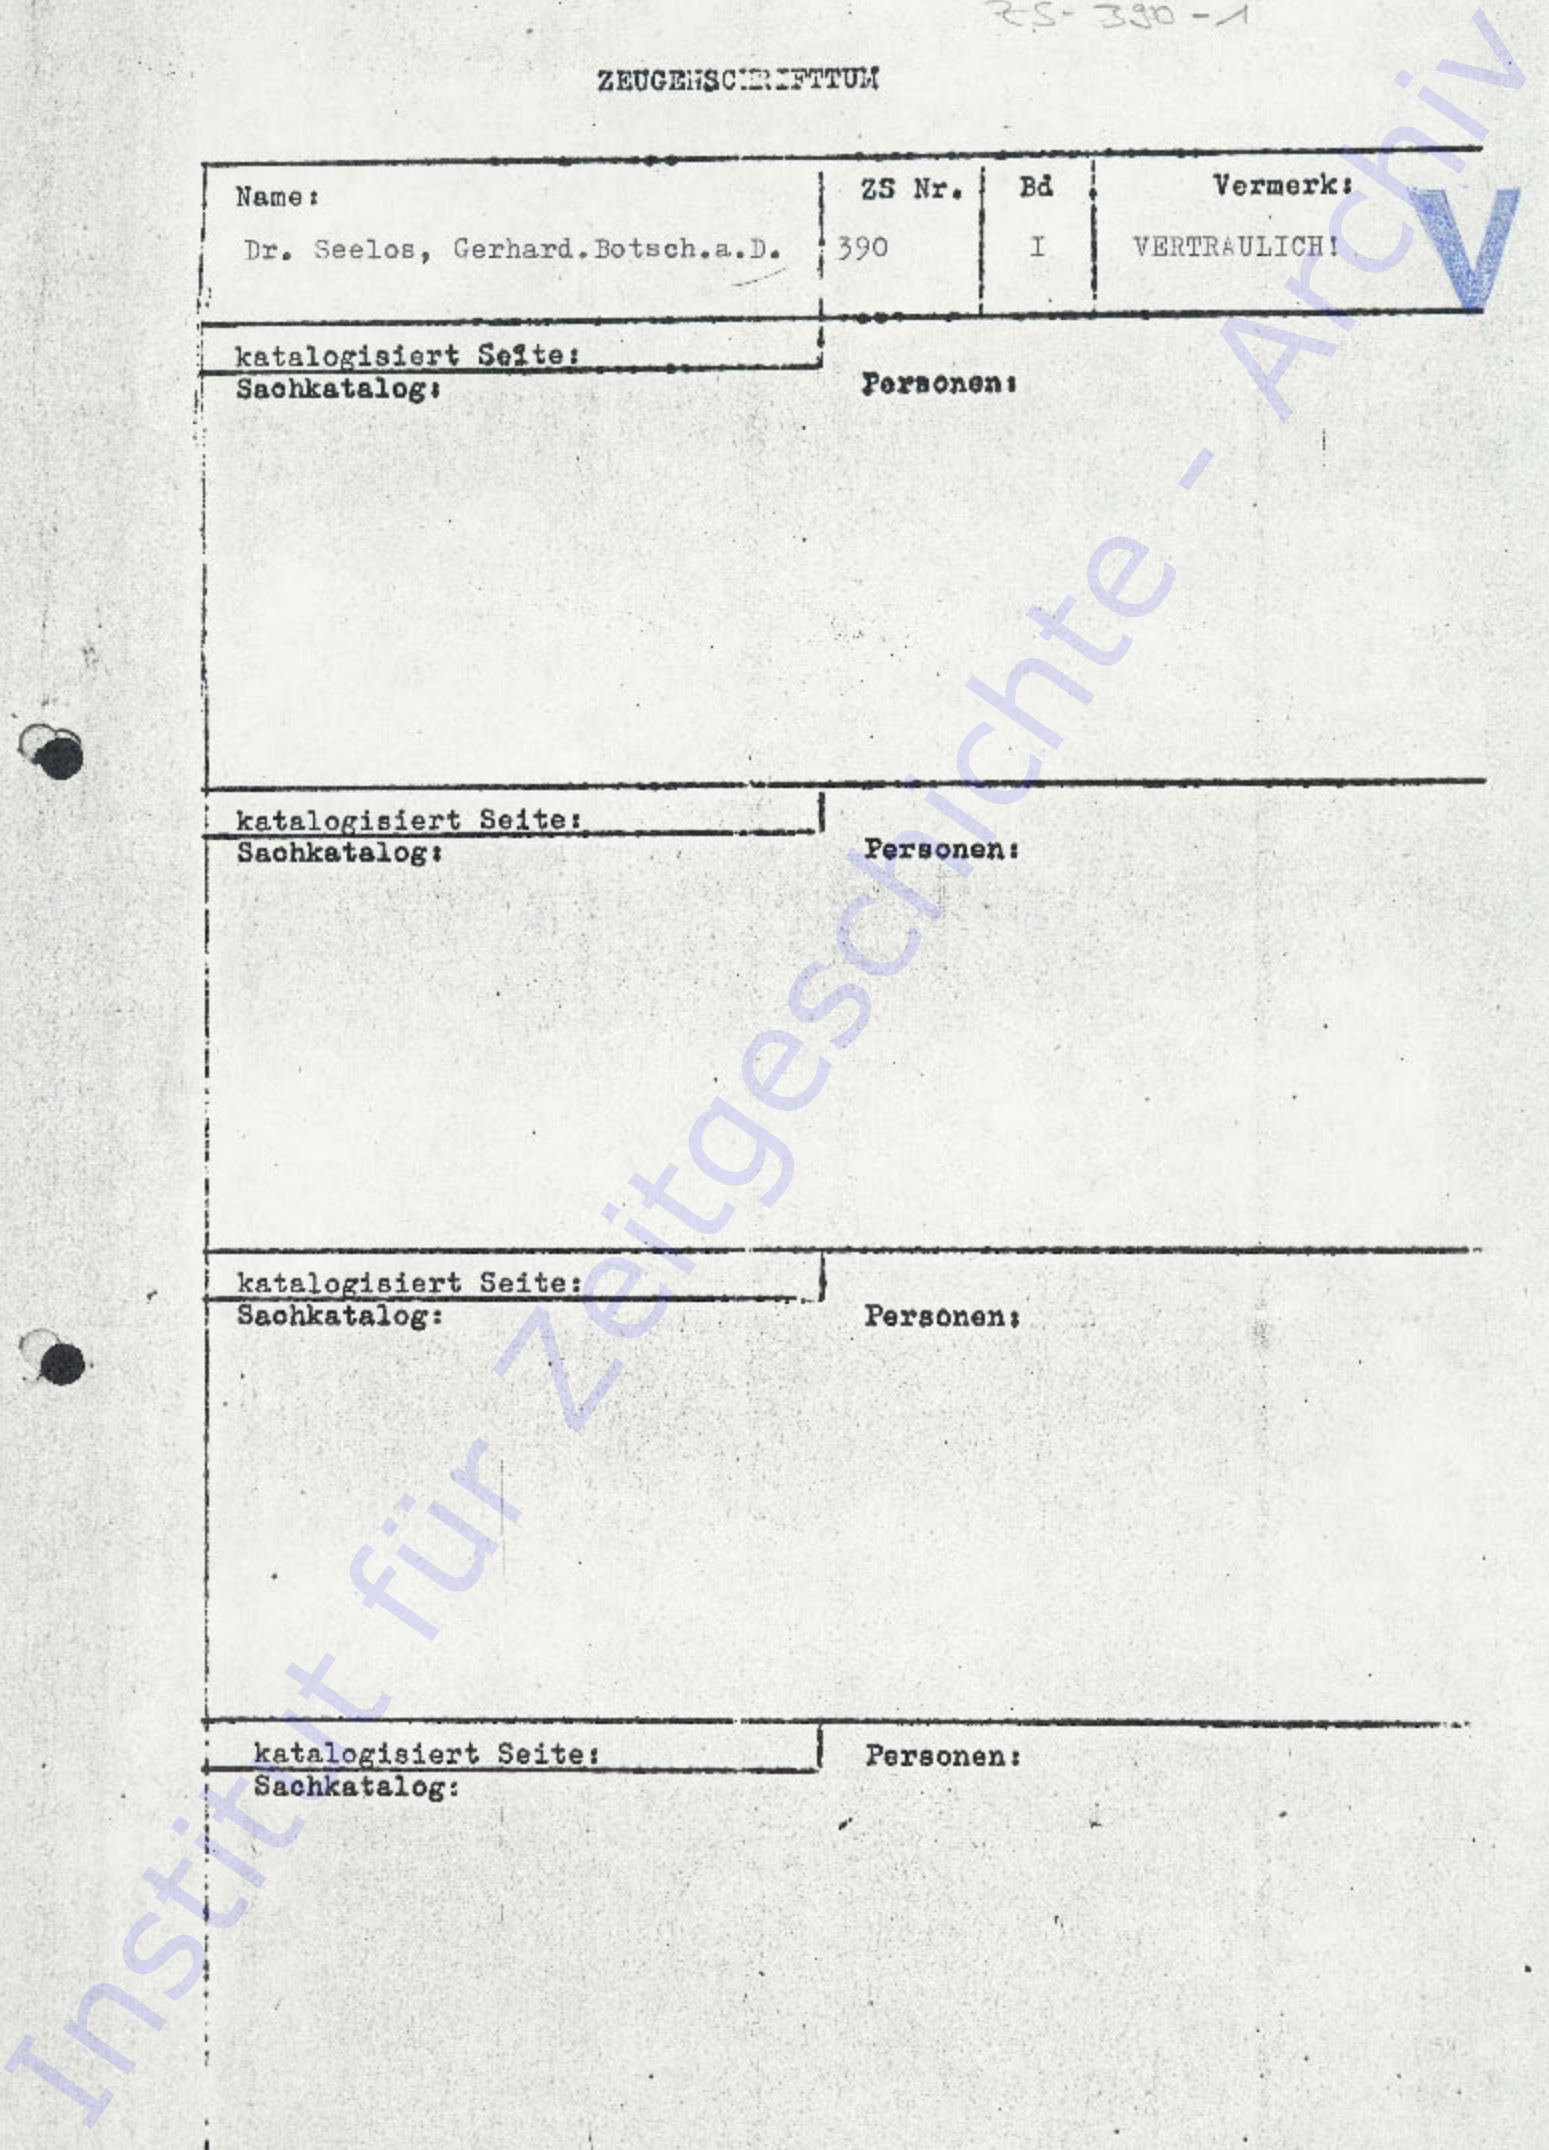 ZS-390-1
ZEUGENSCHRIFTTUM
Name: ZS Nr. Bd Vermerk:
Dr. Seelos, Gerhard.Botsch.a.D. 390 I VERTRAULICH!
V
katalogisiert Seite:
Sachkatalog: Personen:
katalogisiert Seite:
Sachkatalog: Personen:
katalogisiert Seite:
Sachkatalog: Personen:
katalogisiert Seite: Personen:
Sachkatalog:
Institut für Zeitgeschichte - Archiv